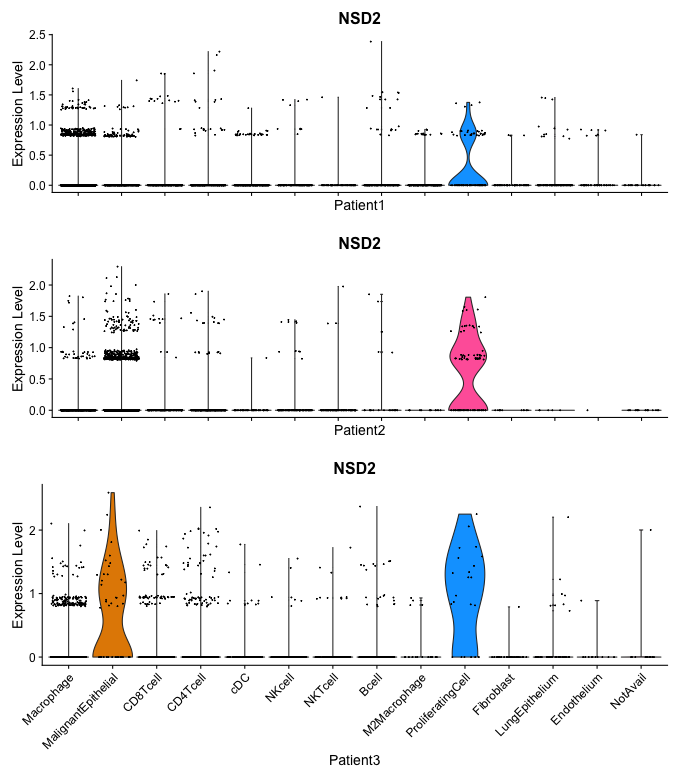 NSD2
Expression Level
2.5
2.0
1.5
1.0
0.5
0.0
Patient1
NSD2
Expression Level
2.0
1.5
1.0
0.5
0.0
Patient2
NSD2
Expression Level
2
1
0
Macrophage
MalignantEpithelial
CD8Tcell
CD4Tcell
cDC
NKcell
NKTcell
Bcell
M2Macrophage
ProliferatingCell
Fibroblast
LungEpithelium
Endothelium
NotAvail
Patient3